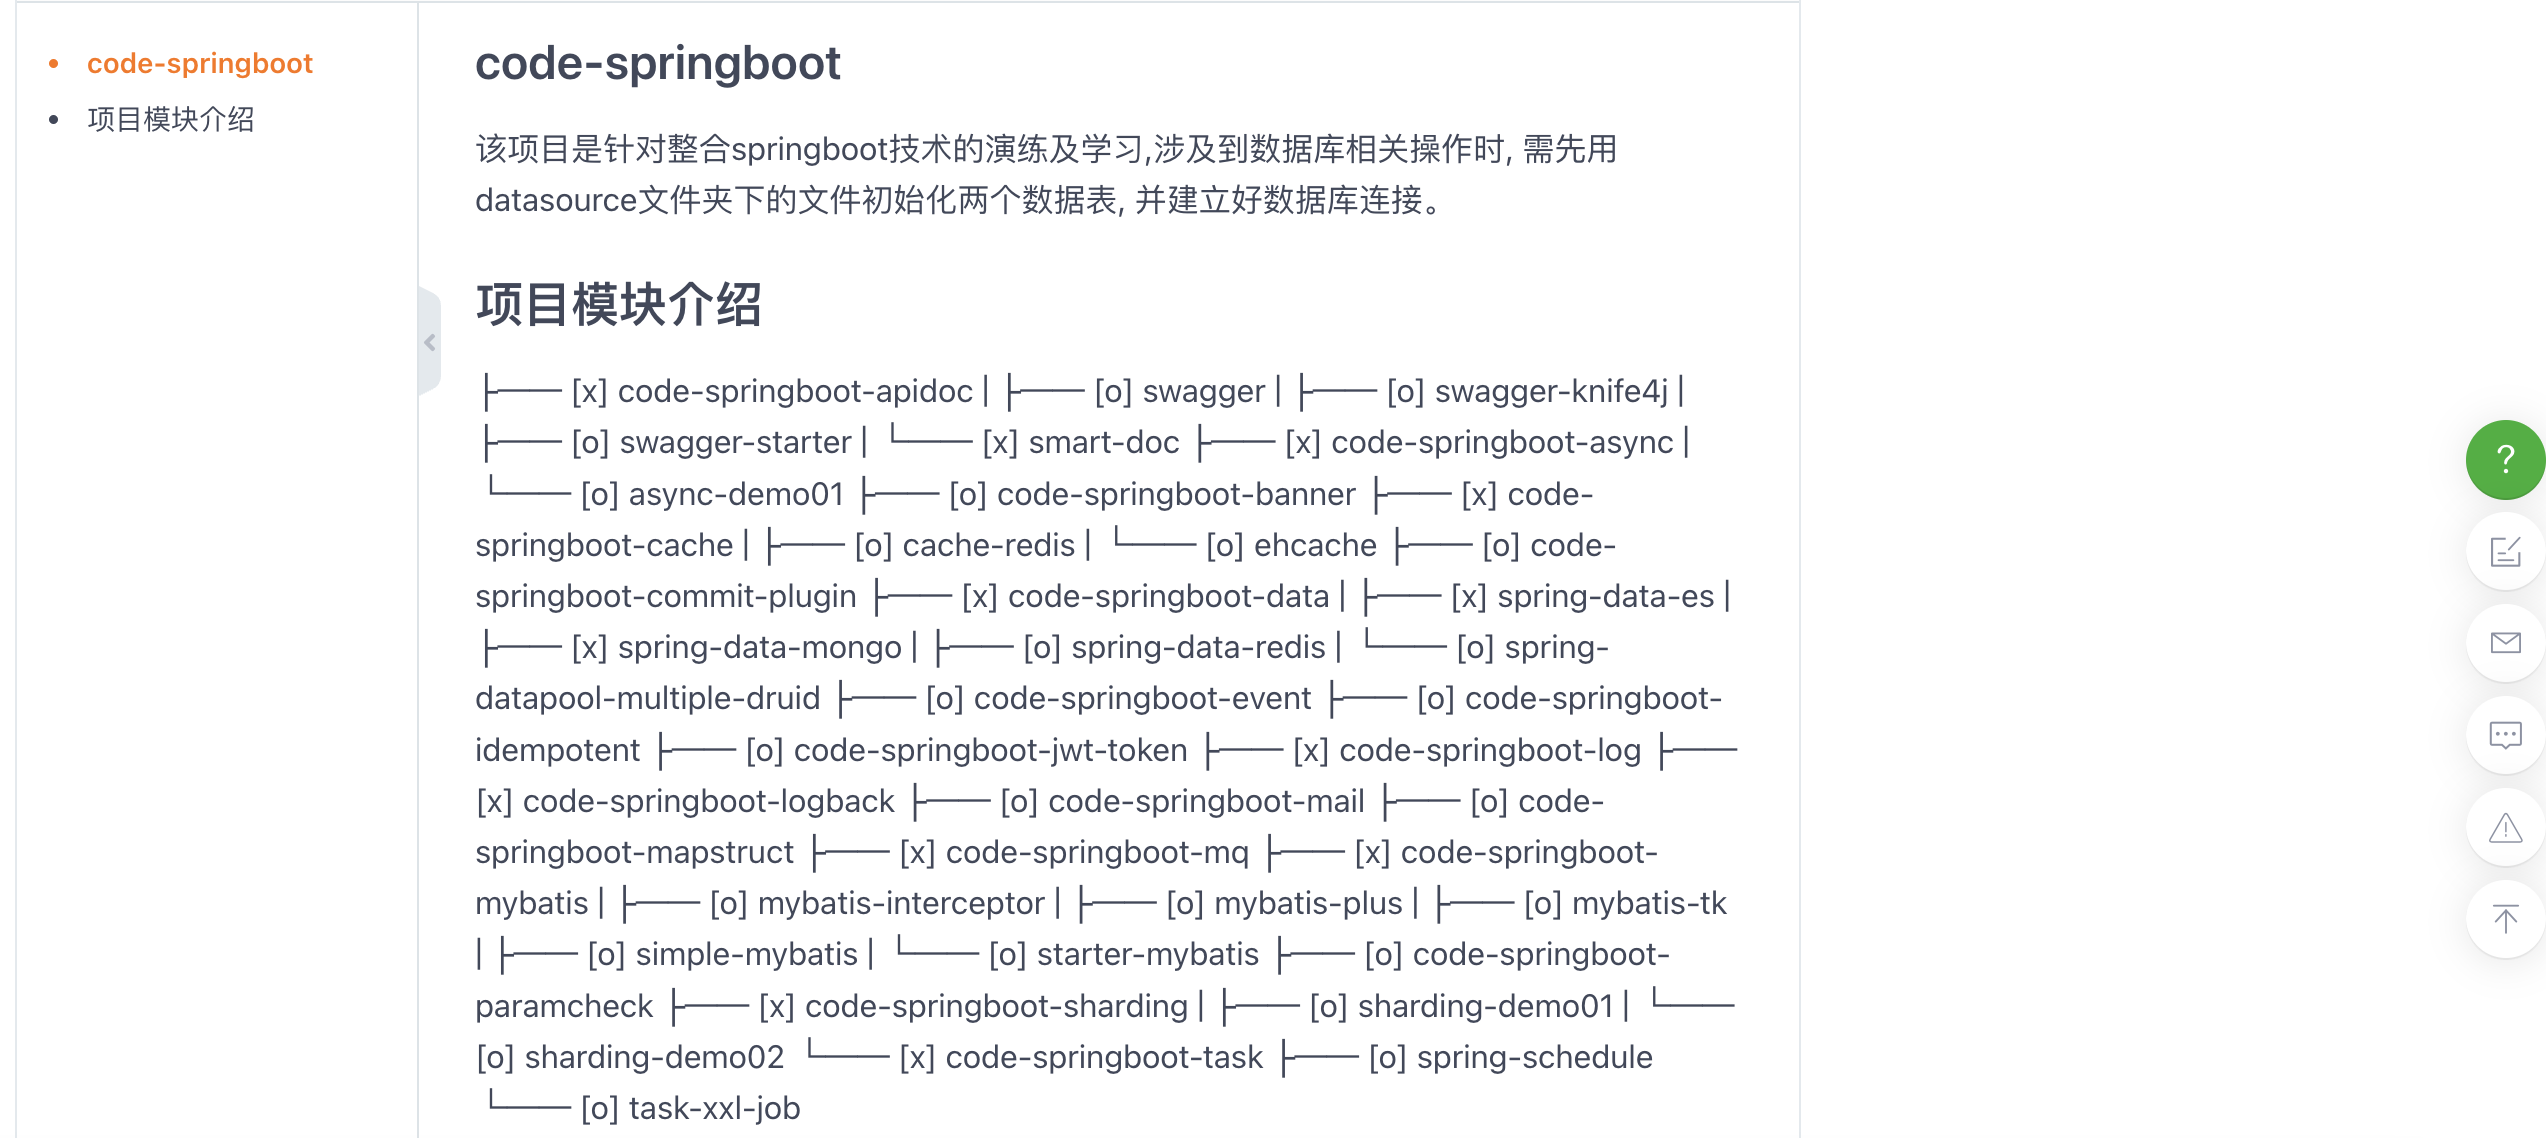 code-springboot
项目模块介绍
code-springboot
该项目是针对整合springboot技术的演练及学习,涉及到数据库相关操作时, 需先用
datasource文件夹下的文件初始化两个数据表, 并建立好数据库连接。
项目模块介绍
├── [x] code-springboot-apidoc | ├── [o] swagger | ├── [o] swagger-knife4j |
├── [o] swagger-starter | └── [x] smart-doc ├── [x] code-springboot-async |
└── [o] async-demo01 ├── [o] code-springboot-banner ├── [x] code-
springboot-cache | ├── [o] cache-redis | └── [o] ehcache ├── [o] code-
springboot-commit-plugin ├── [x] code-springboot-data | ├── [x] spring-data-es |
├── [x] spring-data-mongo | ├── [o] spring-data-redis | └── [o] spring-
datapool-multiple-druid ├── [o] code-springboot-event ├── [o] code-springboot-
idempotent ├── [o] code-springboot-jwt-token ├── [x] code-springboot-log ├──
[x] code-springboot-logback ├── [o] code-springboot-mail ├── [o] code-
springboot-mapstruct ├── [x] code-springboot-mq ├── [x] code-springboot-
mybatis | ├── [o] mybatis-interceptor | ├── [o] mybatis-plus | ├── [o] mybatis-tk
| ├── [o] simple-mybatis | └── [o] starter-mybatis ├── [o] code-springboot-
paramcheck ├── [x] code-springboot-sharding | ├── [o] sharding-demo01 | └──
[o] sharding-demo02 └── [x] code-springboot-task ├── [o] spring-schedule
└── [o] task-xxl-job
?